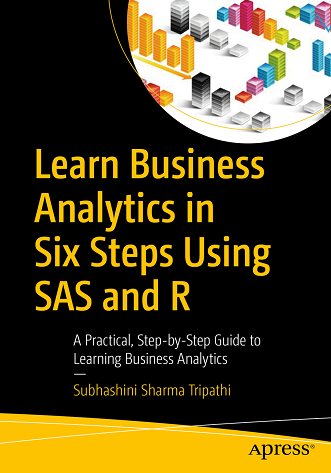 Learn Business
Analytics in
Six Steps Using
SAS and R
A Practical, Step-by-Step Guide to
Learning Business Analytics
—
Subhashini Sharma Tripathi
Apress®